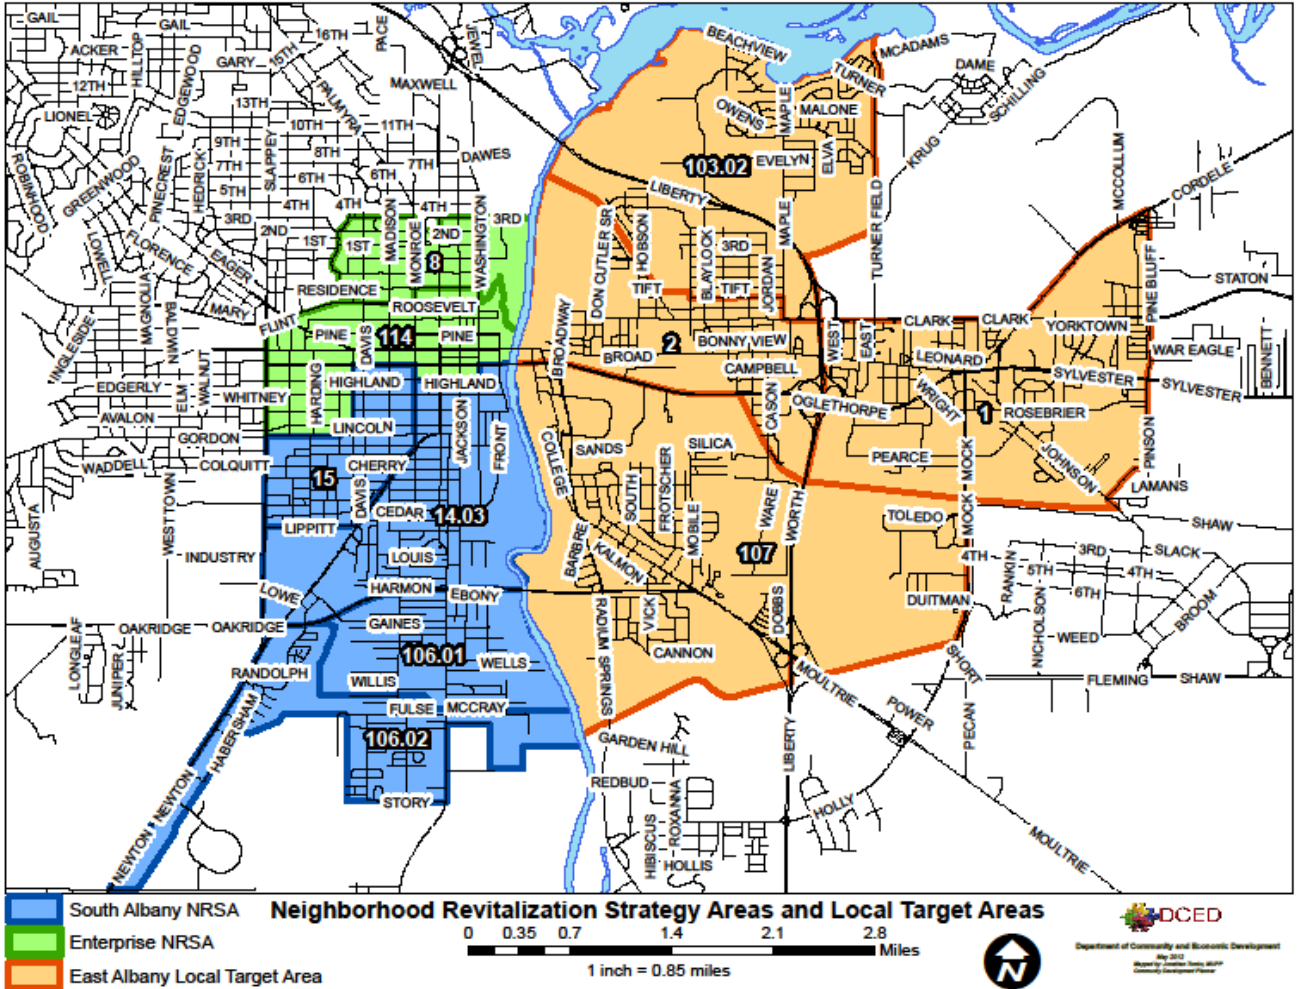 GAIL
GAIL
16TH
PACE
JEWEL
BEACHVIEW
MCADAMS
ACKER
HILLTOP
EDGEWOOD
GARY
15TH
MAXWELL
TURNER
DAME
SCHILLING
12TH
PALMYRA
MAPLE
MALONE
LIONEL
13TH
10TH
11TH
OWENS
ROBINHOOD
GREENWOOD
PINECREST
HEDRICK
9TH
SLAPPEY
8TH
7TH
DAWES
103.02
EVELYN
ELVA
KRUG
MCCOLLUM
CORDELE
7TH
6TH
6TH
5TH
4TH
4TH
MADISON
4TH
WASHINGTON
3RD
LIBERTY
MAPLE
TURNER FIELD
3RD
2ND
1ST
1ST
MONROE
2ND
8
DON CUTLER SR
HOBSON
BLAYLOCK
3RD
JORDAN
PINE BLUFF
STATON
LOWELL
FLORENCE
EAGER
RESIDENCE
TIFT
TIFT
MAGNOLIA
BALDWIN
MARY
FLINT
ROOSEVELT
BROADWAY
CLARK
CLARK
YORKTOWN
INGLESIDE
PINE
DAVIS
114
PINE
2
BROAD
BONNY VIEW
WEST
EAST
LEONARD
WAR EAGLE
BENNETT
EDGERLY
ELM
WALNUT
WHITNEY
HARDING
HIGHLAND
HIGHLAND
CAMPBELL
CASON
OGLETHORPE
WRIGHT
SYLVESTER
SYLVESTER
AVALON
GORDON
LINCOLN
JACKSON
FRONT
1
ROSEBRIER
WADDELL
COLQUITT
15
CHERRY
COLLEGE
SANDS
SILICA
PEARCE
MOCK
JOHNSON
PINSON
LAMANS
AUGUSTA
WESTTOWN
DAVIS
CEDAR
14.03
SOUTH
FROTSCHER
MOBILE
WARE
WORTH
TOLEDO
MOCK
SHAW
LIPPITT
INDUSTRY
LOUIS
BARBRE
KALMON
107
4TH
RANKIN
3RD
SLACK
5TH
4TH
6TH
LOWE
HARMON
EBONY
DUITMAN
NICHOLSON
BROOM
OAKRIDGE
OAKRIDGE
GAINES
RADIUM SPRINGS
VICK
DOBBS
WEED
LONGLEAF
JUNIPER
RANDOLPH
106.01
WELLS
CANNON
SHORT
WILLIS
MOULTRIE
FLEMING
SHAW
HABERSHAM
FULSE
MCCRAY
106.02
GARDEN HILL
LIBERTY
POWER
PECAN
NEWTON
NEWTON
STORY
REDBUD
HIBISCUS
ROXANNA
HOLLY
HOLLIS
MOULTRIE
South Albany NRSA
Enterprise NRSA
East Albany Local Target Area
Neighborhood Revitalization Strategy Areas and Local Target Areas
0 0.35 0.7 1.4 2.1 2.8
Miles
1 inch = 0.85 miles
N
DCED
Department of Community and Economic Development
May 2012
Community Development Planner